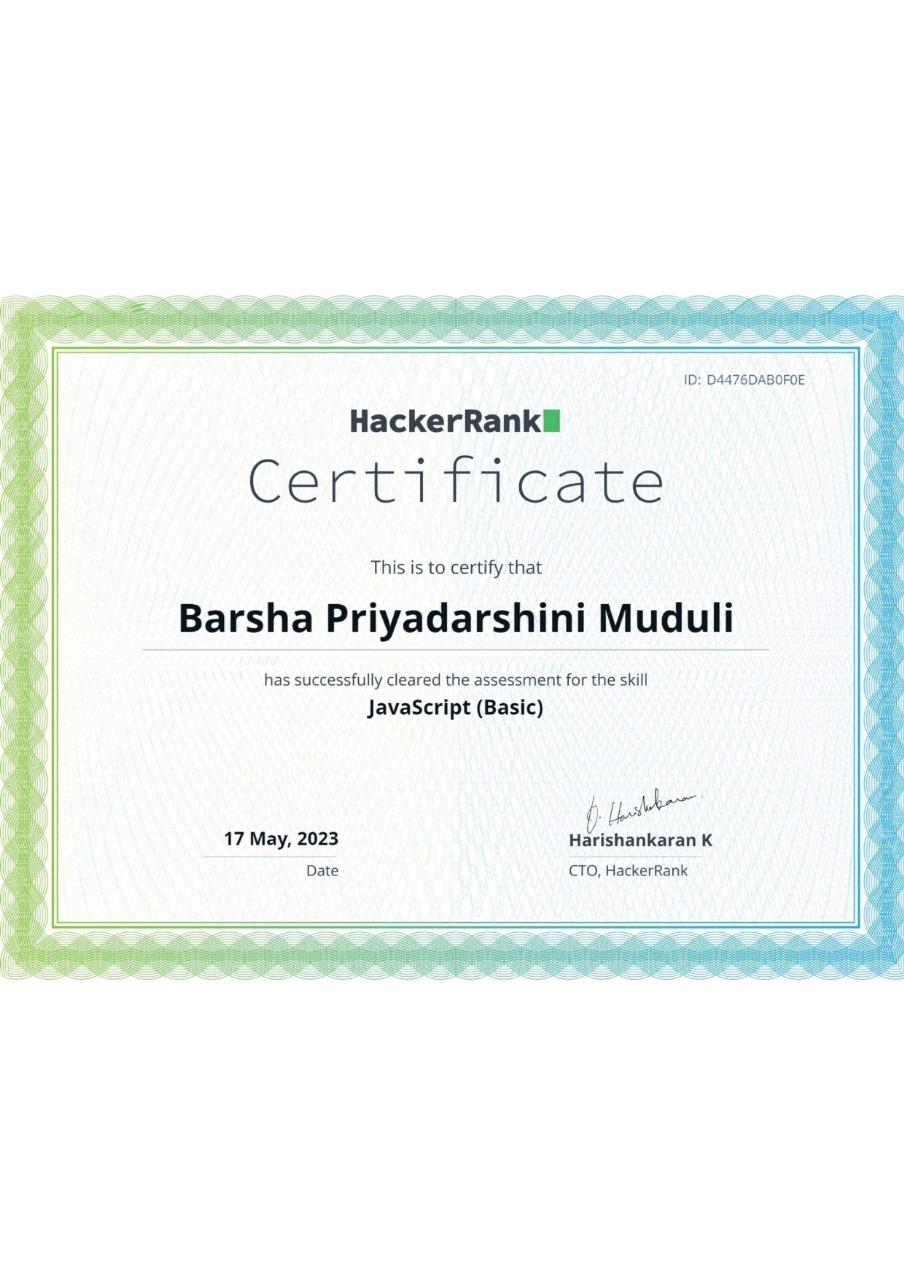 ID: D4476DAB0F0E
HackerRank
Certificate
This is to certify that
Barsha Priyadarshini Muduli
has successfully cleared the assessment for the skill
JavaScript (Basic)
17 May, 2023
Date
Harishankaran K
CTO, HackerRank